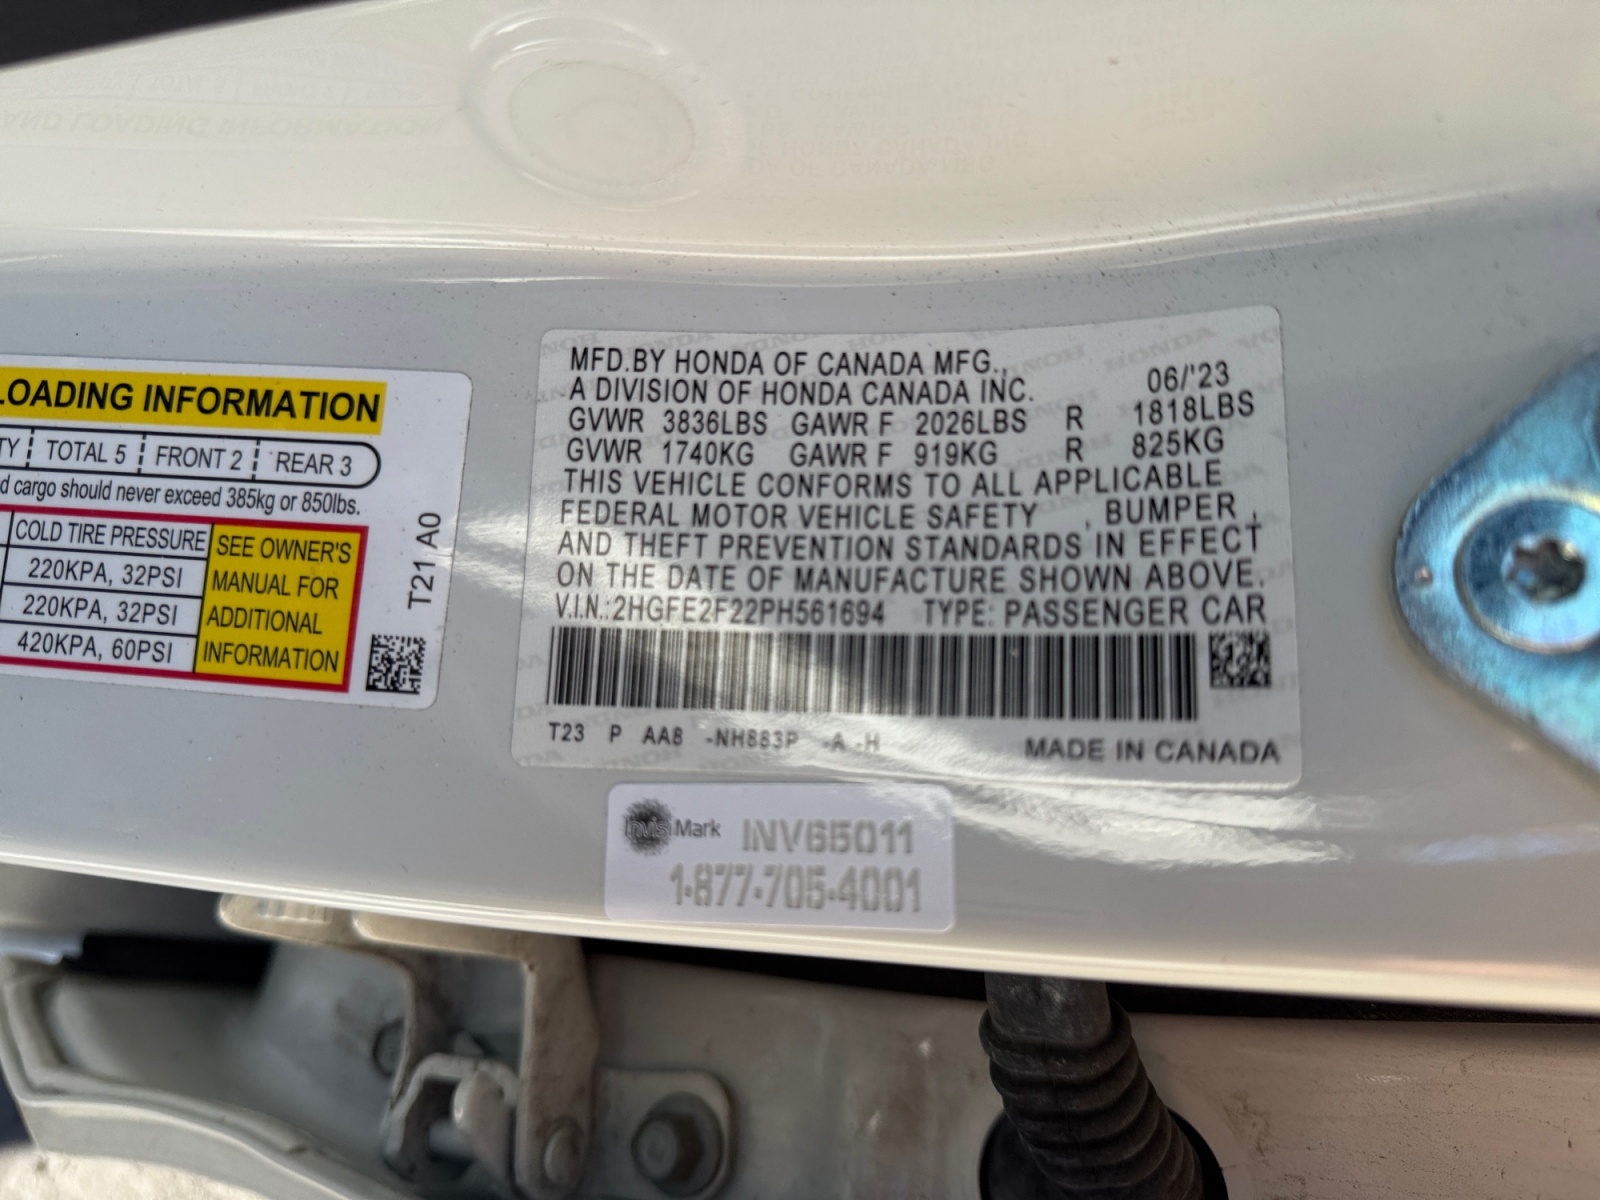 LOADING INFORMATION
TOTAL 5 FRONT 2 REAR 3
cargo should never exceed 385kg or 850lbs.
COLD TIRE PRESSURE
220KPA, 32PSI
220KPA, 32PSI
420KPA, 60PSI
SEE OWNER'S
MANUAL FOR
ADDITIONAL
INFORMATION
T21 A0
MFD.BY HONDA OF CANADA MFG.,
A DIVISION OF HONDA CANADA INC. 06/'23
GVWR 3836LBS GAWR F 2026LBS R 1818LBS
GVWR 1740KG GAWR F 919KG R 825KG
THIS VEHICLE CONFORMS TO ALL APPLICABLE
FEDERAL MOTOR VEHICLE SAFETY , BUMPER ,
AND THEFT PREVENTION STANDARDS IN EFFECT
ON THE DATE OF MANUFACTURE SHOWN ABOVE.
V.I.N.:2HGFE2F22PH561694 TYPE: PASSENGER CAR
T23 P AA8 -NH883P -A -H MADE IN CANADA
InvisiMark INV65011
1-877-705-4001